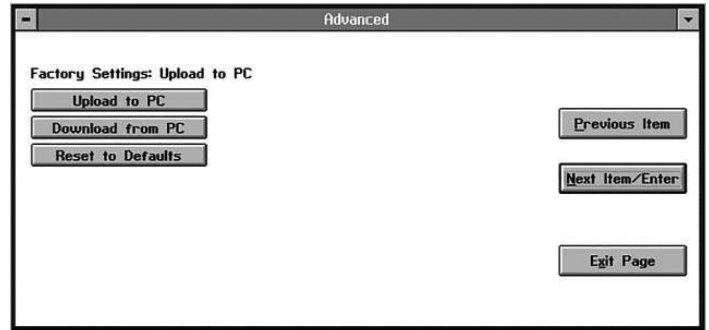 Advanced
Factory Settings: Upload to PC
Upload to PC
Download from PC
Reset to Defaults
Previous Item
Next Item/Enter
Exit Page